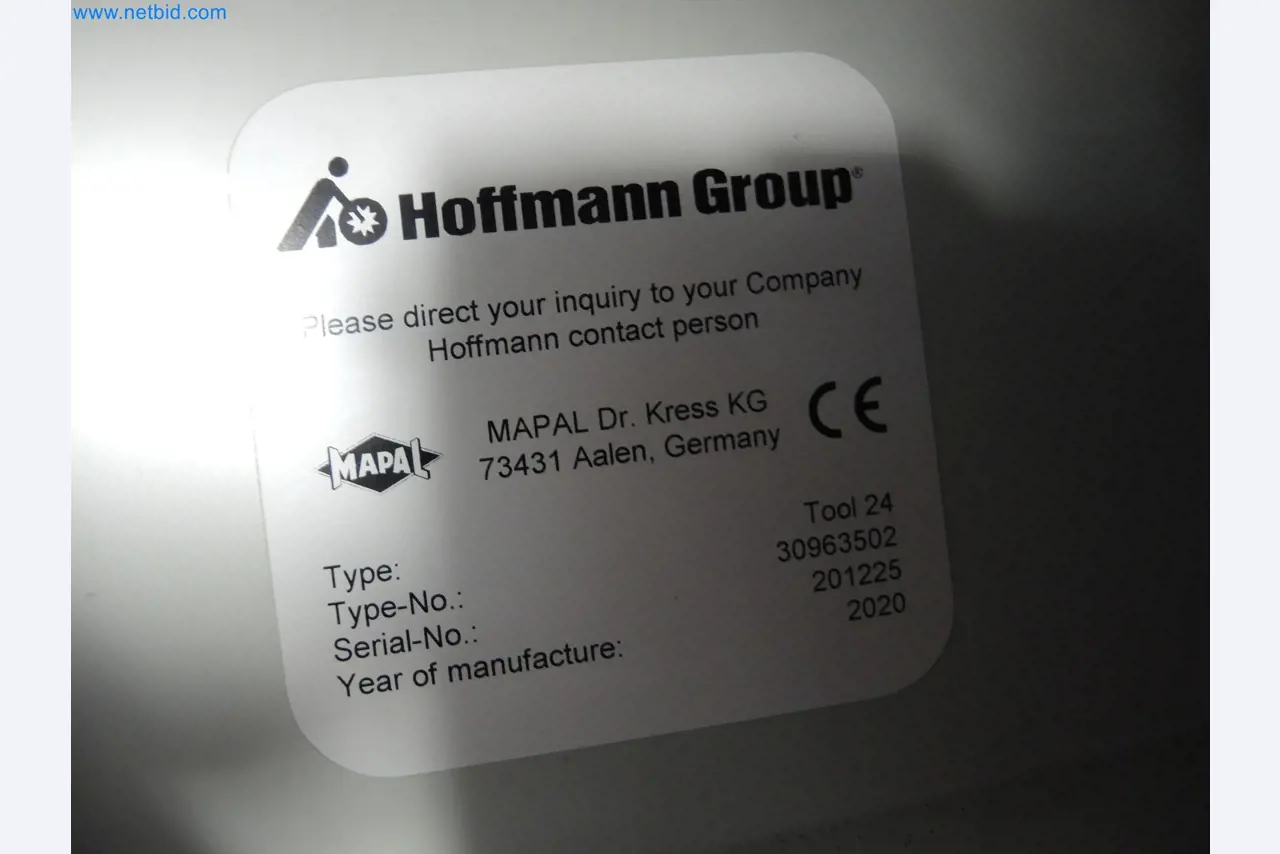 www.netbid.com
Hoffmann Group®
Please direct your inquiry to your Company
Hoffmann contact person
MAPAL
MAPAL Dr. Kress KG
73431 Aalen, Germany
CE
Type: Tool 24
Type-No.: 30963502
Serial-No.: 201225
Year of manufacture: 2020